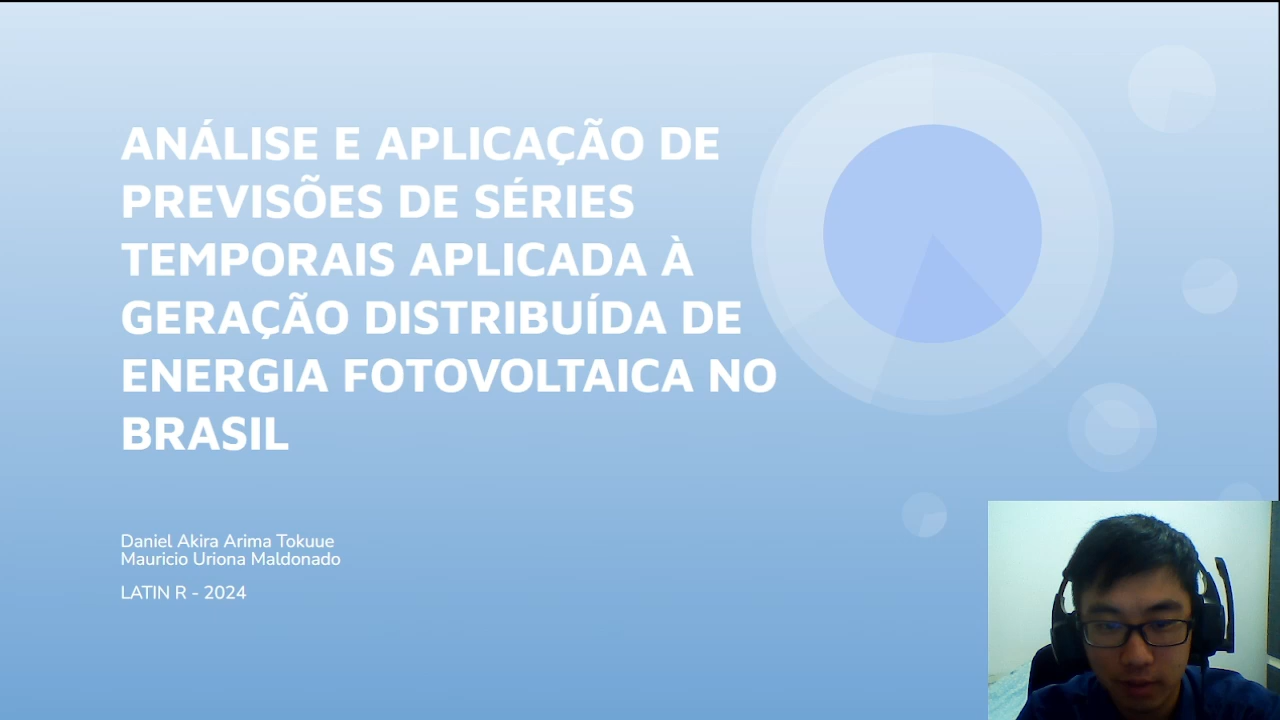 ANÁLISE E APLICAÇÃO DE
PREVISÕES DE SÉRIES
TEMPORAIS APLICADA À
GERAÇÃO DISTRIBUÍDA DE
ENERGIA FOTOVOLTAICA NO
BRASIL
Daniel Akira Arima Tokuue
Mauricio Uriona Maldonado
LATIN R - 2024